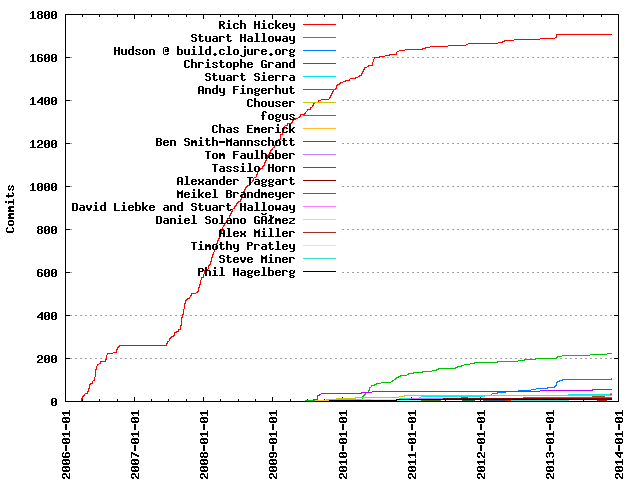 1800
1600
1400
1200
1000
800
600
400
200
0
Commits
Rich Hickey
Stuart Halloway
Hudson @ build.clojure.org
Christophe Grand
Stuart Sierra
Andy Fingerhut
Chouser
fogus
Chas Emerick
Ben Smith-Mannschott
Tom Faulhaber
Tassilo Horn
Alexander Taggart
Meikel Brandmeyer
David Liebke and Stuart Halloway
Daniel Solano
Alex Miller
Timothy Pratley
Steve Miner
Phil Hagelberg
2006-01-01
2007-01-01
2008-01-01
2009-01-01
2010-01-01
2011-01-01
2012-01-01
2013-01-01
2014-01-01